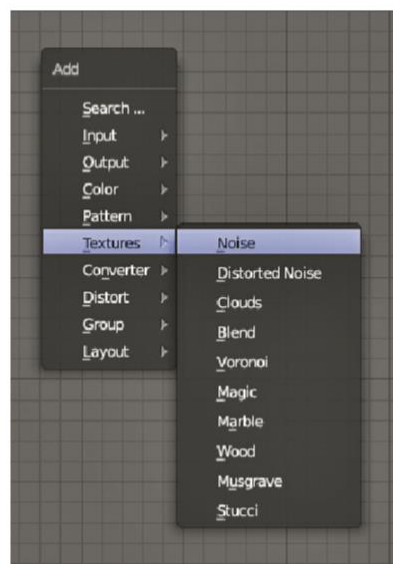 Add
Search ...
Input
Output
Color
Pattern
Textures
Converter
Distort
Group
Layout
Noise
Distorted Noise
Clouds
Blend
Voronoi
Magic
Marble
Wood
Musgrave
Stucci